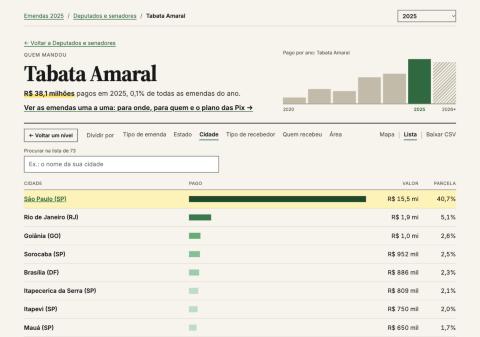 Emendas 2025 / Deputados e senadores / Tabata Amaral
2025
← Voltar a Deputados e senadores
QUEM MANDOU
Tabata Amaral
R$ 38,1 milhões pagos em 2025, 0,1% de todas as emendas do ano.
Ver as emendas uma a uma: para onde, para quem e o plano das Pix →
Pago por ano: Tabata Amaral
2020 2025 2026*
← Voltar um nível Dividir por Tipo de emenda Estado Cidade Tipo de recebedor Quem recebeu Área Mapa | Lista | Baixar CSV
Procurar na lista de 73
Ex.: o nome da sua cidade
CIDADE PAGO VALOR PARCELA
São Paulo (SP) R$ 15,5 mi 40,7%
Rio de Janeiro (RJ) R$ 1,9 mi 5,1%
Goiânia (GO) R$ 1,0 mi 2,6%
Sorocaba (SP) R$ 952 mil 2,5%
Brasília (DF) R$ 886 mil 2,3%
Itapecerica da Serra (SP) R$ 809 mil 2,1%
Itapevi (SP) R$ 750 mil 2,0%
Mauá (SP) R$ 650 mil 1,7%